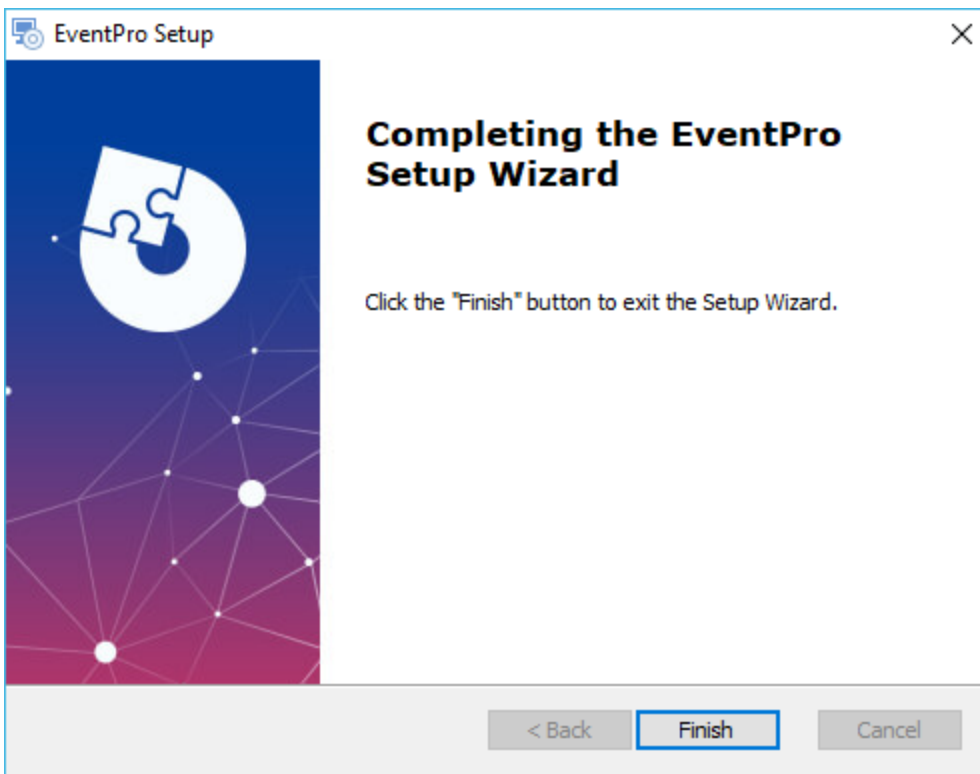 EventPro Setup
Completing the EventPro
Setup Wizard
Click the "Finish" button to exit the Setup Wizard.
< Back Finish Cancel